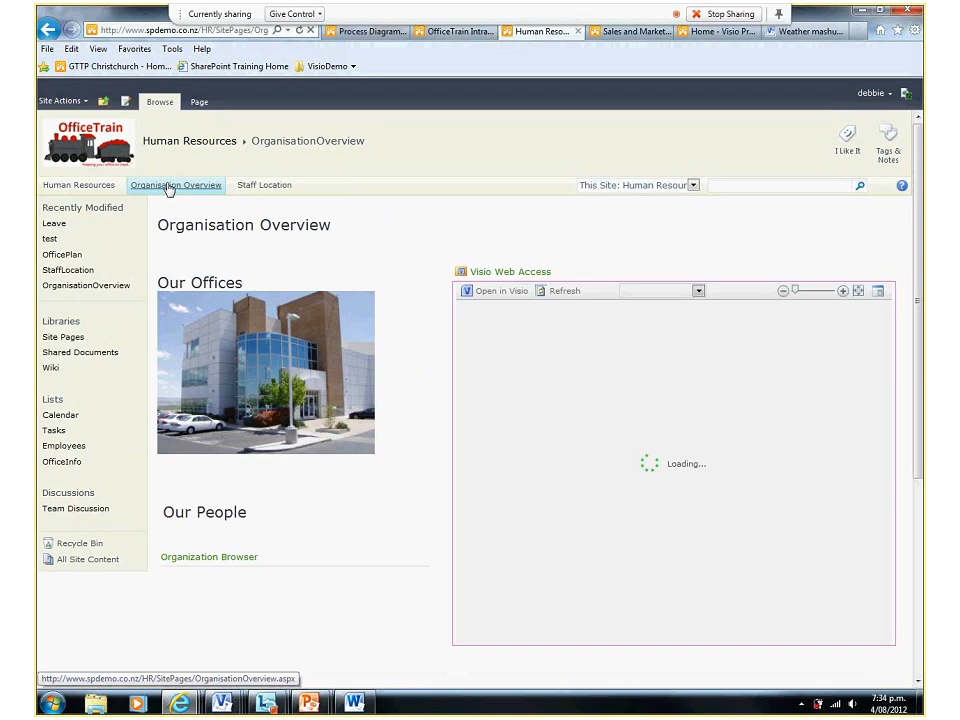 Currently sharing Give Control Stop Sharing
http://www.spdemo.co.nz/HR/SitePages/Org
Process Diagram... OfficeTrain Intra... Human Reso... Sales and Market... Home - Visio Pr... Weather mashu...
File Edit View Favorites Tools Help
GTTP Christchurch - Hom... SharePoint Training Home VisioDemo
debbie
Site Actions Browse Page
OfficeTrain
Human Resources OrganisationOverview
I Like It
Tags &
Notes
Human Resources Organisation Overview Staff Location
This Site: Human Resour
Recently Modified
Leave
test
OfficePlan
StaffLocation
OrganisationOverview
Libraries
Site Pages
Shared Documents
Wiki
Lists
Calendar
Tasks
Employees
OfficeInfo
Discussions
Team Discussion
Recycle Bin
All Site Content
Organisation Overview
Our Offices
Our People
Organization Browser
Visio Web Access
Open in Visio Refresh
Loading...
http://www.spdemo.co.nz/HR/SitePages/OrganisationOverview.aspx
7:34 p.m.
4/08/2012